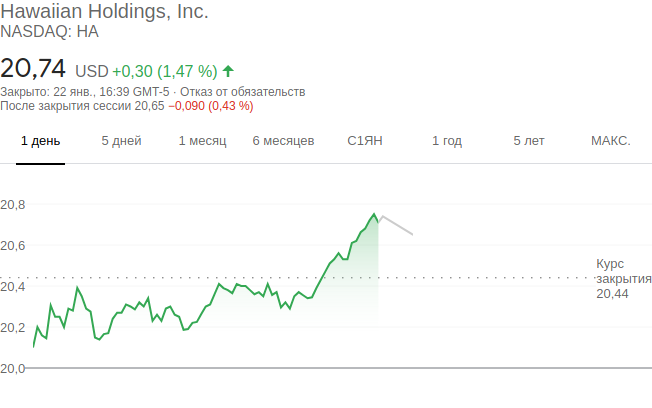 Hawaiian Holdings, Inc.
NASDAQ: HA
20,74 USD +0,30 (1,47 %)
Закрыто: 22 янв., 16:39 GMT-5 · Отказ от обязательств
После закрытия сессии 20,65 −0,090 (0,43 %)
1 день 5 дней 1 месяц 6 месяцев С1ЯН 1 год 5 лет МАКС.
20,8
20,6
Курс
закрытия
20,44
20,4
20,2
20,0